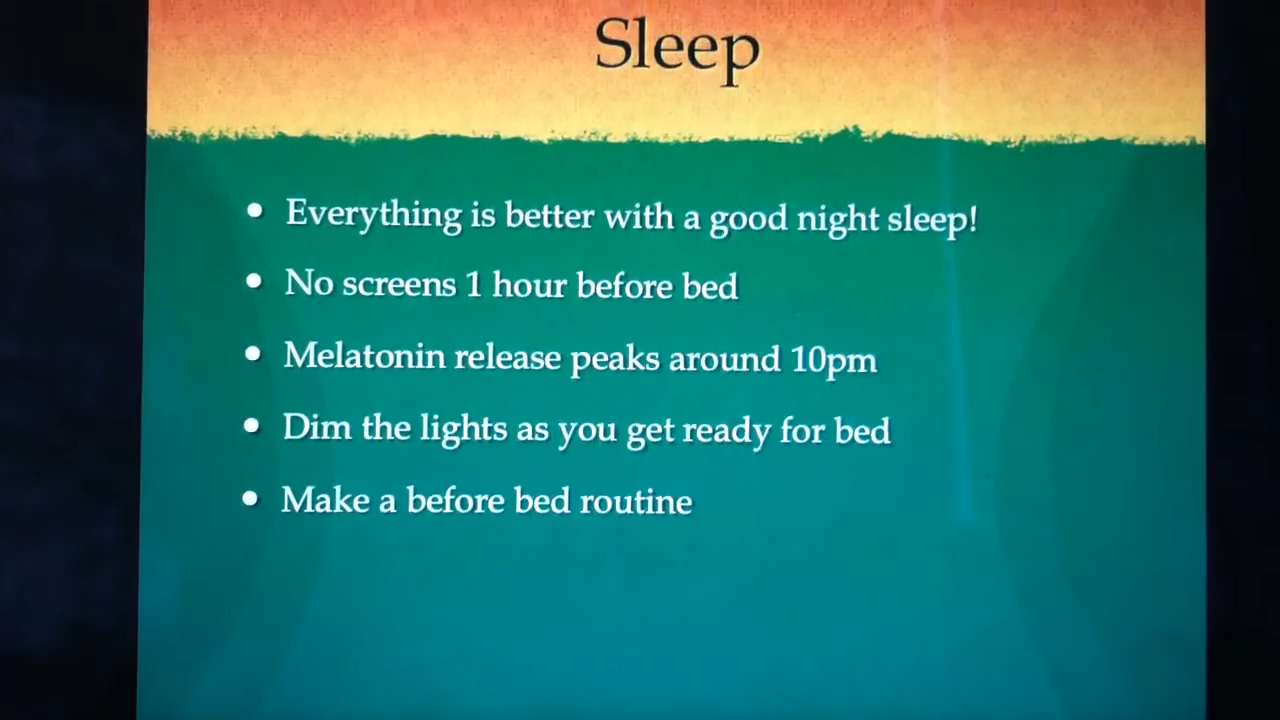 Sleep
• Everything is better with a good night sleep!
• No screens 1 hour before bed
• Melatonin release peaks around 10pm
• Dim the lights as you get ready for bed
• Make a before bed routine